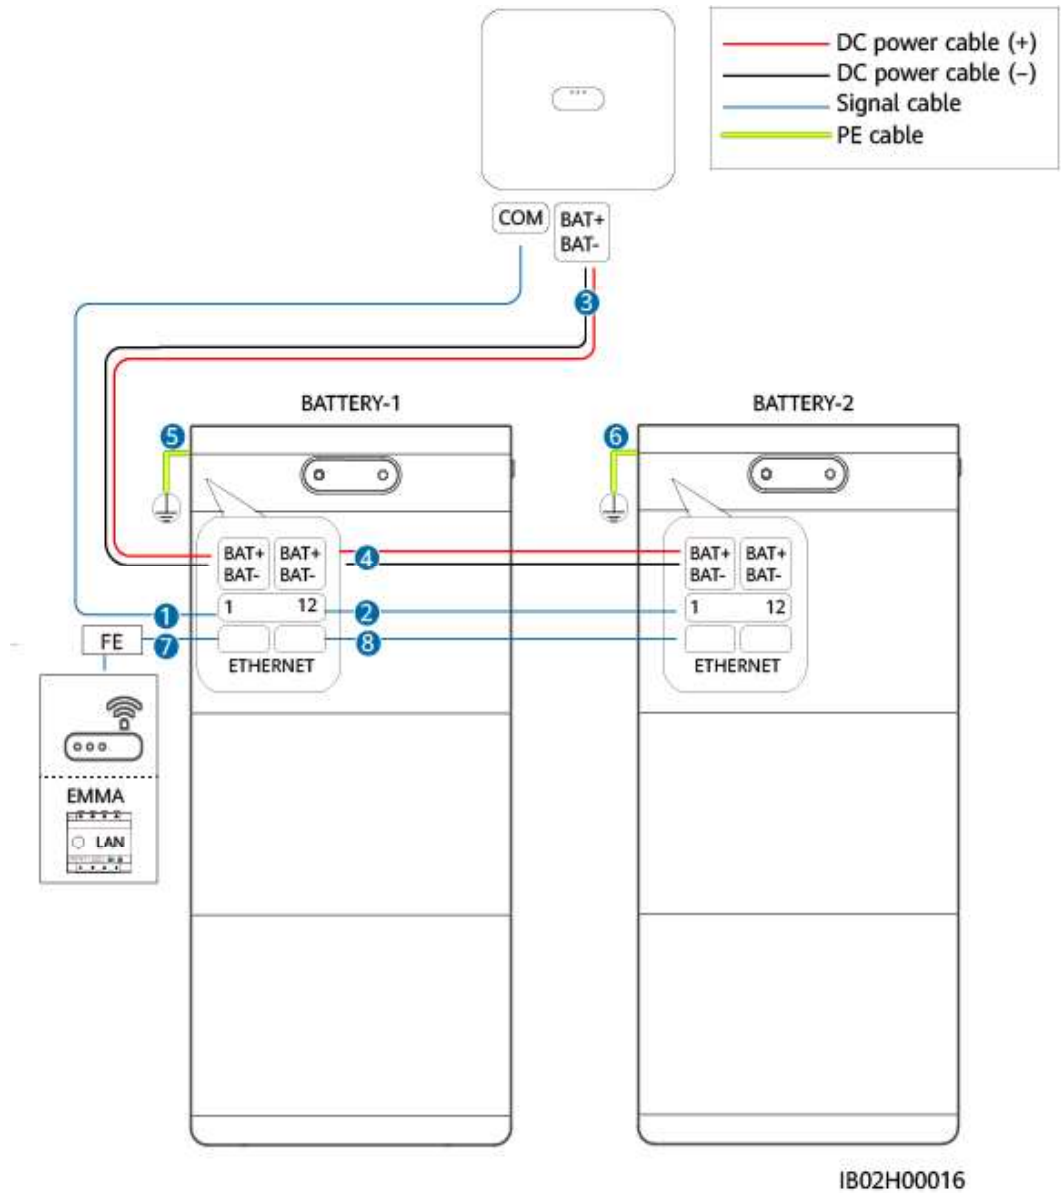 DC power cable (+)
DC power cable (−)
Signal cable
PE cable
COM
BAT+
BAT-
3
BATTERY-1
BATTERY-2
5
6
BAT+ BAT+
BAT- BAT-
4
BAT+ BAT+
BAT- BAT-
1
1 12
2
1 12
FE
7
8
ETHERNET
ETHERNET
EMMA
LAN
IB02H00016